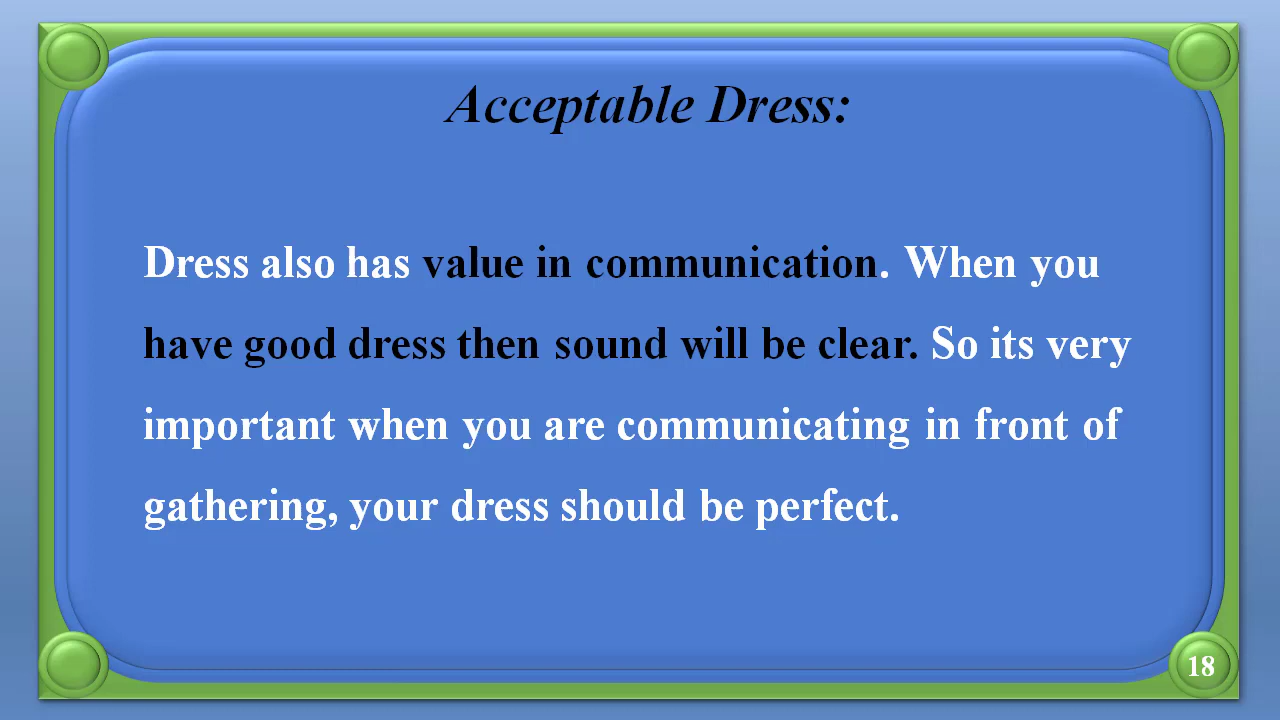 Acceptable Dress:
Dress also has value in communication. When you
have good dress then sound will be clear. So its very
important when you are communicating in front of
gathering, your dress should be perfect.
18